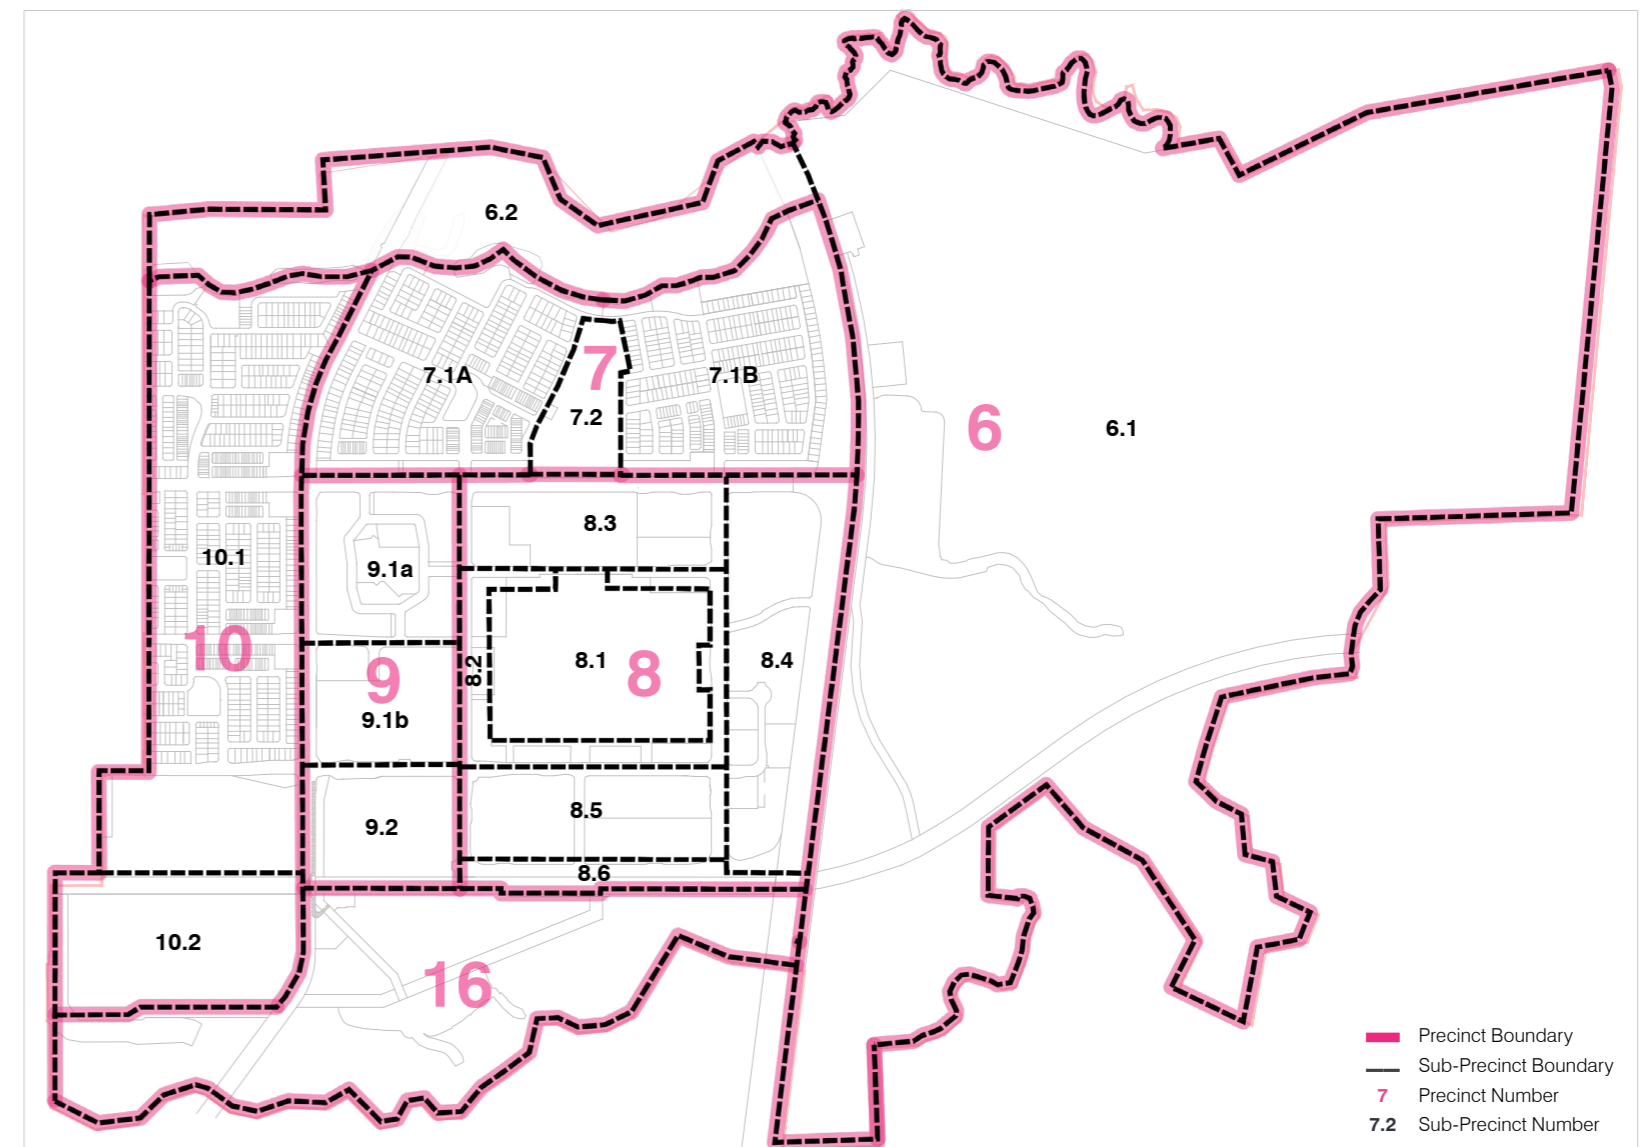 6.2
7
7.1A
7.1B
7.2
6
6.1
8.3
10.1
9.1a
10
9
8.2
8.1
8
8.4
9.1b
8.5
9.2
8.6
10.2
16
Precinct Boundary
Sub-Precinct Boundary
7 Precinct Number
7.2 Sub-Precinct Number